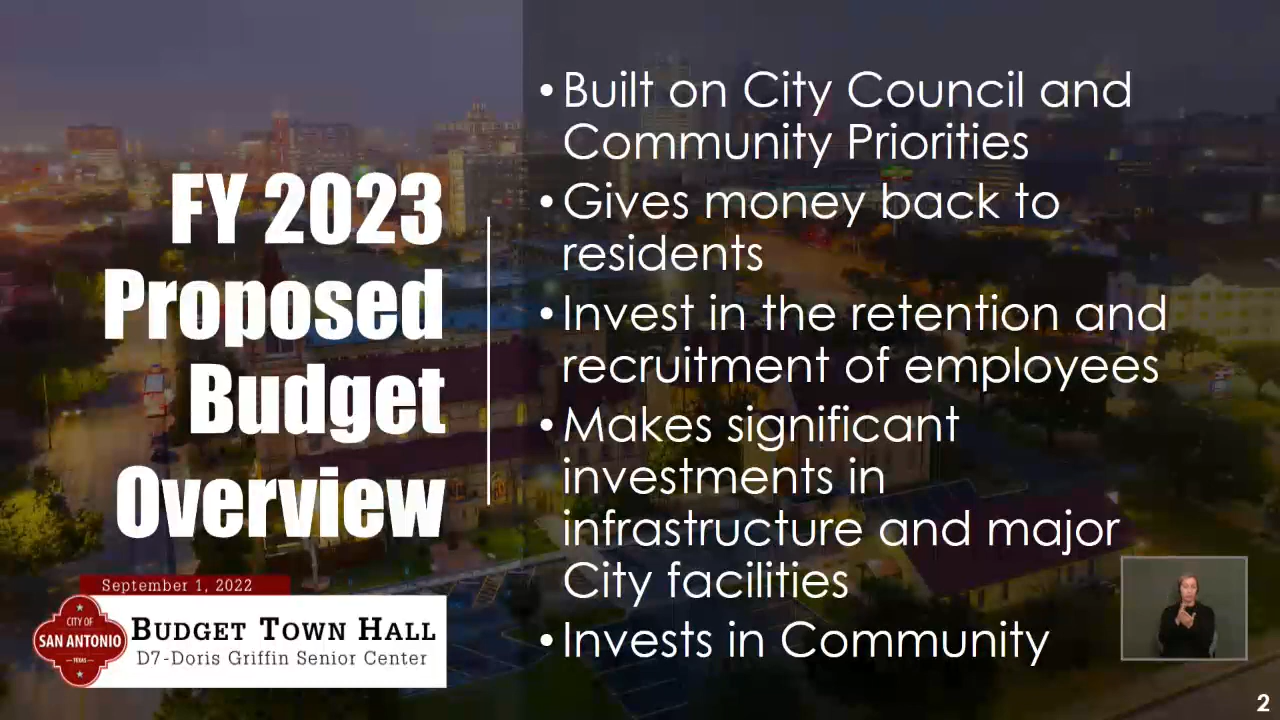 FY 2023
Proposed
Budget
Overview
• Built on City Council and
Community Priorities
• Gives money back to
residents
• Invest in the retention and
recruitment of employees
• Makes significant
investments in
infrastructure and major
City facilities
• Invests in Community
September 1, 2022
CITY OF
SAN ANTONIO
TEXAS
BUDGET TOWN HALL
D7-Doris Griffin Senior Center
2